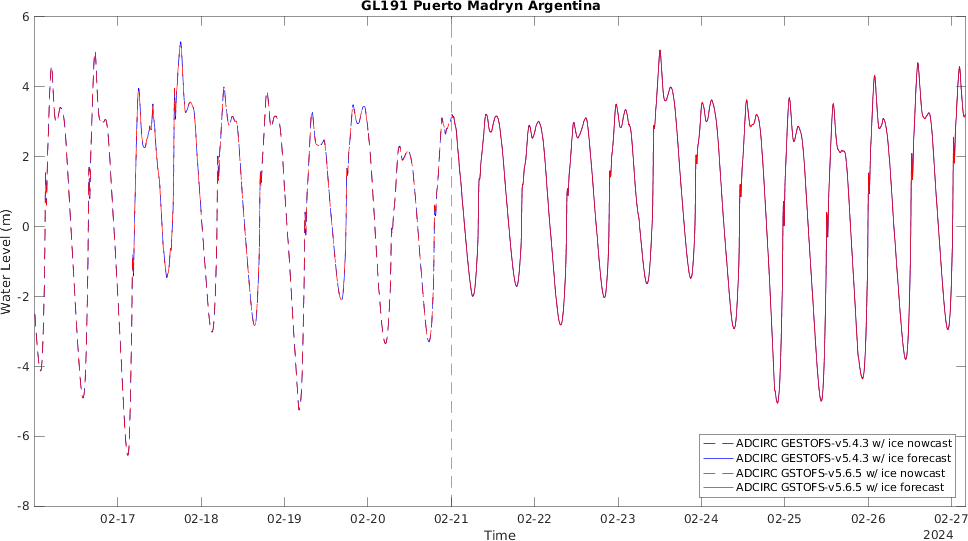 GL191 Puerto Madryn Argentina
Water Level (m)
6
4
2
0
-2
-4
-6
-8
ADCIRC GESTOFS-v5.4.3 w/ ice nowcast
ADCIRC GESTOFS-v5.4.3 w/ ice forecast
ADCIRC GSTOFS-v5.6.5 w/ ice nowcast
ADCIRC GSTOFS-v5.6.5 w/ ice forecast
02-17 02-18 02-19 02-20 02-21 02-22 02-23 02-24 02-25 02-26 02-27
Time
2024